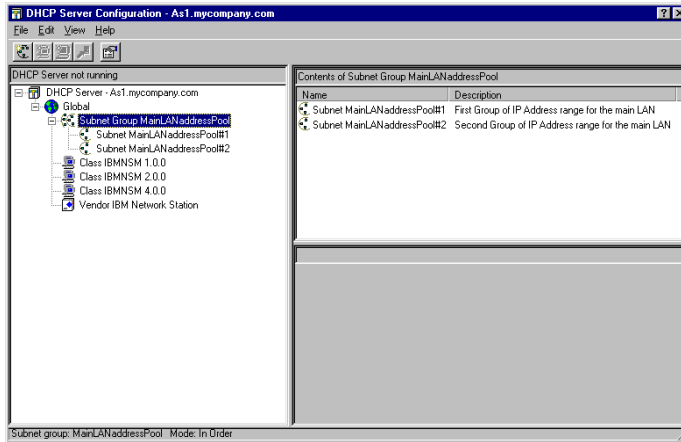 DHCP Server Configuration - As1.mycompany.com
File Edit View Help
DHCP Server not running
DHCP Server - As1.mycompany.com
Global
Subnet Group MainLANaddressPool
Subnet MainLANaddressPool#1
Subnet MainLANaddressPool#2
Class IBMNSM 1.0.0
Class IBMNSM 2.0.0
Class IBMNSM 4.0.0
Vendor IBM Network Station
Contents of Subnet Group MainLANaddressPool
Name Description
Subnet MainLANaddressPool#1 First Group of IP Address range for the main LAN
Subnet MainLANaddressPool#2 Second Group of IP Address range for the main LAN
Subnet group: MainLANaddressPool Mode: In Order